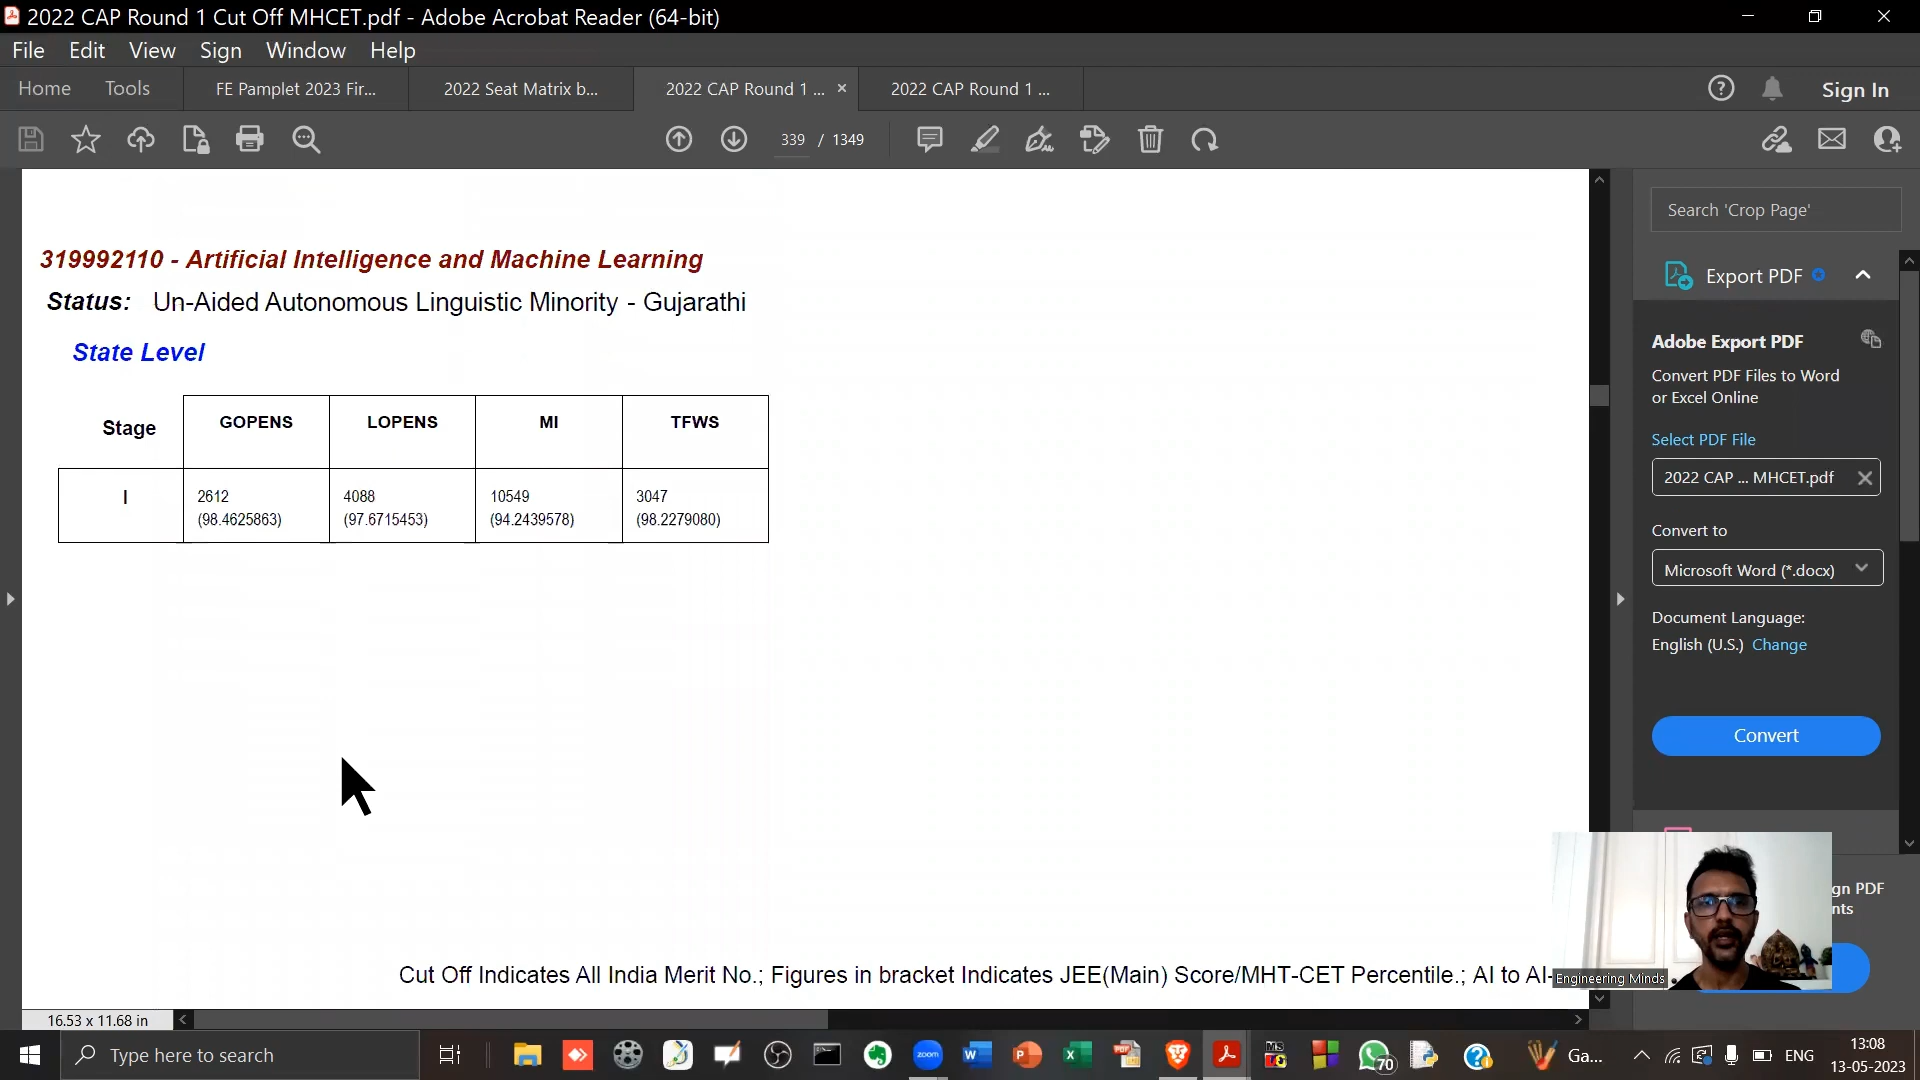 2022 CAP Round 1 Cut Off MHCET.pdf - Adobe Acrobat Reader (64-bit)
File Edit View Sign Window Help
Home Tools FE Pamplet 2023 Fir... 2022 Seat Matrix b... 2022 CAP Round 1 ... × 2022 CAP Round 1 ... Sign In
339 / 1349
Search 'Crop Page'
319992110 - Artificial Intelligence and Machine Learning
Status: Un-Aided Autonomous Linguistic Minority - Gujarathi
State Level
Stage GOPENS LOPENS MI TFWS
I 2612 4088 10549 3047
(98.4625863) (97.6715453) (94.2439578) (98.2279080)
Cut Off Indicates All India Merit No.; Figures in bracket Indicates JEE(Main) Score/MHT-CET Percentile.; AI to AI-
Export PDF
Adobe Export PDF
Convert PDF Files to Word
or Excel Online
Select PDF File
2022 CAP ... MHCET.pdf
Convert to
Microsoft Word (*.docx)
Document Language:
English (U.S.) Change
Convert
gn PDF
nts
Engineering Minds
16.53 x 11.68 in
Type here to search
zoom
70
Ga...
ENG
13:08
13-05-2023